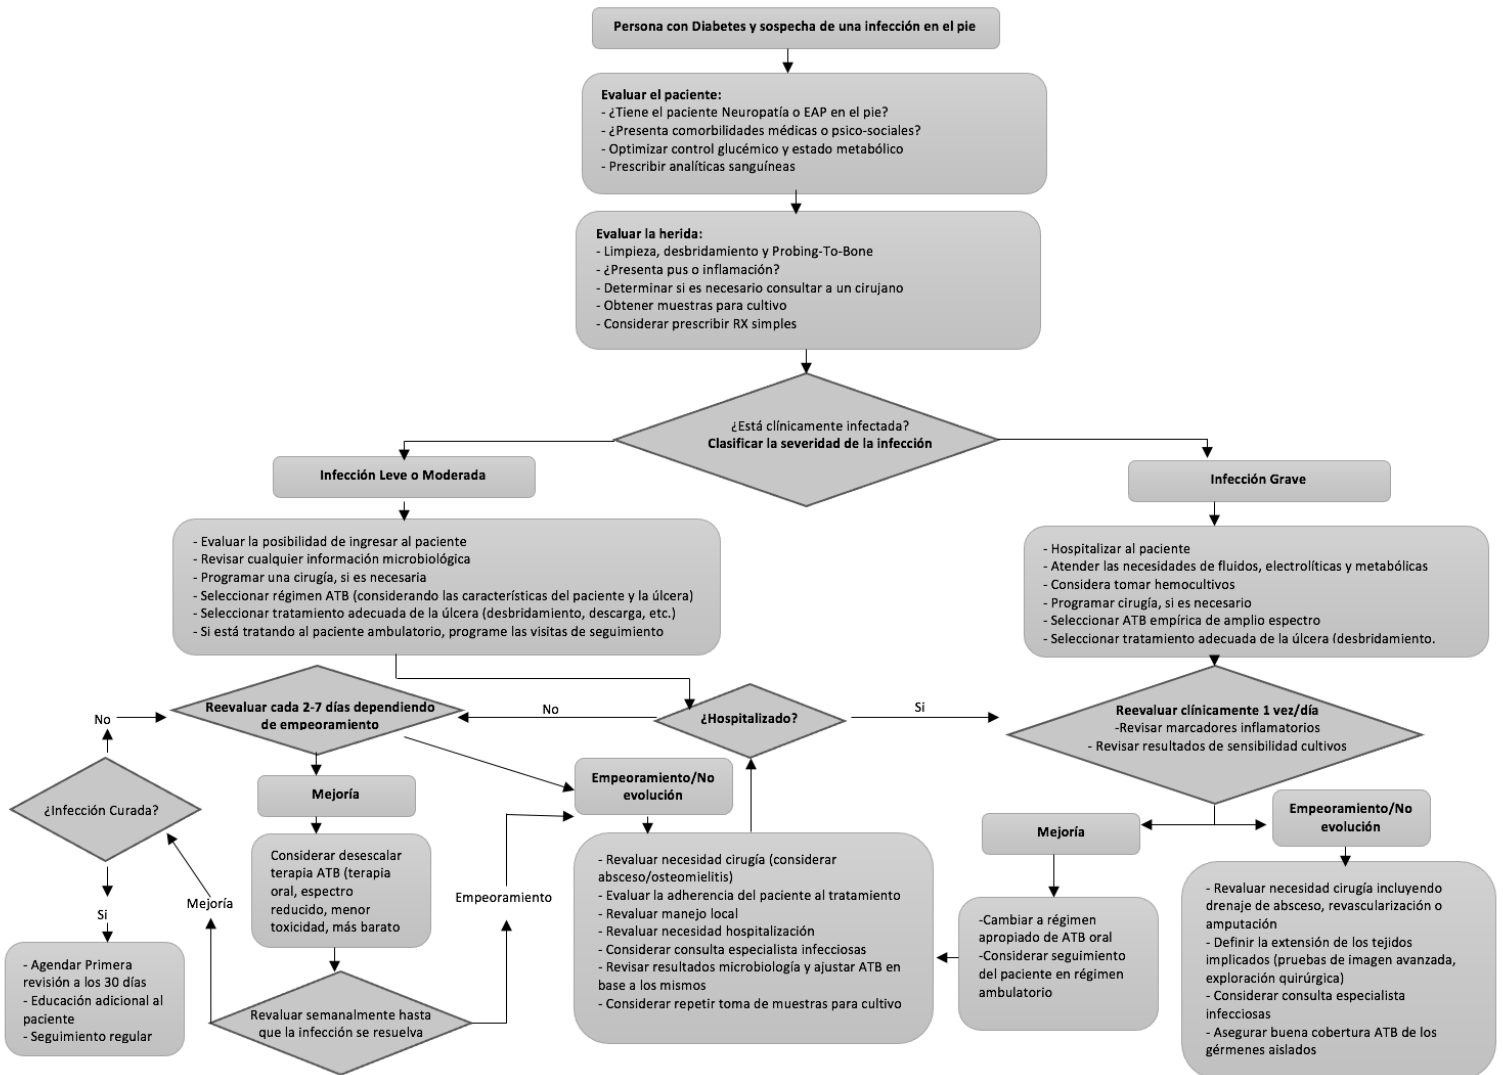 Persona con Diabetes y sospecha de una infección en el pie
Evaluar el paciente:
- ¿Tiene el paciente Neuropatía o EAP en el pie?
- ¿Presenta comorbilidades médicas o psico-sociales?
- Optimizar control glucémico y estado metabólico
- Prescribir analíticas sanguíneas
Evaluar la herida:
- Limpieza, desbridamiento y Probing-To-Bone
- ¿Presenta pus o inflamación?
- Determinar si es necesario consultar a un cirujano
- Obtener muestras para cultivo
- Considerar prescribir RX simples
¿Está clínicamente infectada?
Clasificar la severidad de la infección
Infección Leve o Moderada
- Evaluar la posibilidad de ingresar al paciente
- Revisar cualquier información microbiológica
- Programar una cirugía, si es necesaria
- Seleccionar régimen ATB (considerando las características del paciente y la úlcera)
- Seleccionar tratamiento adecuada de la úlcera (desbridamiento, descarga, etc.)
- Si está tratando al paciente ambulatorio, programe las visitas de seguimiento
Infección Grave
- Hospitalizar al paciente
- Atender las necesidades de fluidos, electrolíticas y metabólicas
- Considera tomar hemocultivos
- Programar cirugía, si es necesario
- Seleccionar ATB empírica de amplio espectro
- Seleccionar tratamiento adecuada de la úlcera (desbridamiento.
¿Hospitalizado?
No
Si
Reevaluar cada 2-7 días dependiendo
de empeoramiento
Reevaluar clínicamente 1 vez/día
-Revisar marcadores inflamatorios
- Revisar resultados de sensibilidad cultivos
No
¿Infección Curada?
Si
- Agendar Primera
revisión a los 30 días
- Educación adicional al
paciente
- Seguimiento regular
Mejoría
Mejoría
Considerar desescalar
terapia ATB (terapia
oral, espectro
reducido, menor
toxicidad, más barato
Revaluar semanalmente hasta
que la infección se resuelva
Empeoramiento
Empeoramiento/No
evolución
- Revaluar necesidad cirugía (considerar
absceso/osteomielitis)
- Evaluar la adherencia del paciente al tratamiento
- Revaluar manejo local
- Revaluar necesidad hospitalización
- Considerar consulta especialista infecciosas
- Revisar resultados microbiología y ajustar ATB en
base a los mismos
- Considerar repetir toma de muestras para cultivo
Mejoría
-Cambiar a régimen
apropiado de ATB oral
-Considerar seguimiento
del paciente en régimen
ambulatorio
Empeoramiento/No
evolución
- Revaluar necesidad cirugía incluyendo
drenaje de absceso, revascularización o
amputación
- Definir la extensión de los tejidos
implicados (pruebas de imagen avanzada,
exploración quirúrgica)
- Considerar consulta especialista
infecciosas
- Asegurar buena cobertura ATB de los
gérmenes aislados